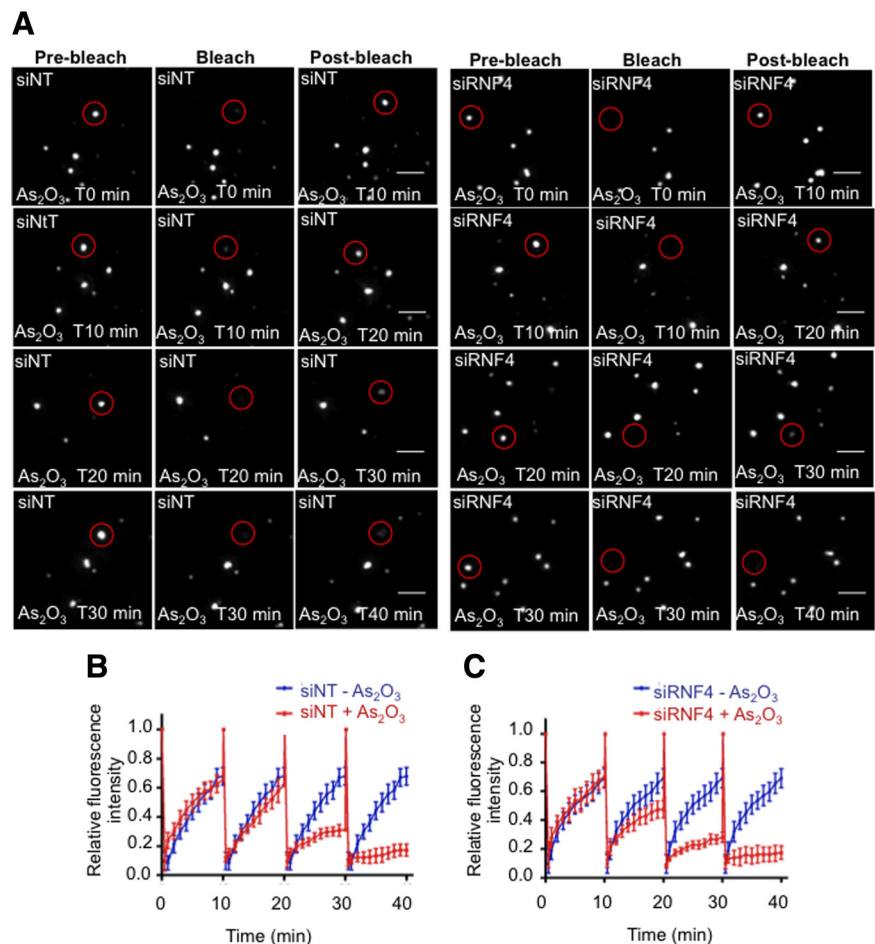 A
Pre-bleach Bleach Post-bleach Pre-bleach Bleach Post-bleach
siNT siNT siNT siRNF4 siRNF4 siRNF4
As₂O₃ T0 min As₂O₃ T0 min As₂O₃ T10 min As₂O₃ T0 min As₂O₃ T0 min As₂O₃ T10 min
siNtT siNT siNT siRNF4 siRNF4 siRNF4
As₂O₃ T10 min As₂O₃ T10 min As₂O₃ T20 min As₂O₃ T10 min As₂O₃ T10 min As₂O₃ T20 min
siNT siNT siNT siRNF4 siRNF4 siRNF4
As₂O₃ T20 min As₂O₃ T20 min As₂O₃ T30 min As₂O₃ T20 min As₂O₃ T20 min As₂O₃ T30 min
siNT siNT siNT siRNF4 siRNF4 siRNF4
As₂O₃ T30 min As₂O₃ T30 min As₂O₃ T40 min As₂O₃ T30 min As₂O₃ T30 min As₂O₃ T40 min
B
siNT - As₂O₃
siNT + As₂O₃
Relative fluorescence
intensity
1.0
0.8
0.6
0.4
0.2
0.0
0 10 20 30 40
Time (min)
C
siRNF4 - As₂O₃
siRNF4 + As₂O₃
Relative fluorescence
intensity
1.0
0.8
0.6
0.4
0.2
0.0
0 10 20 30 40
Time (min)